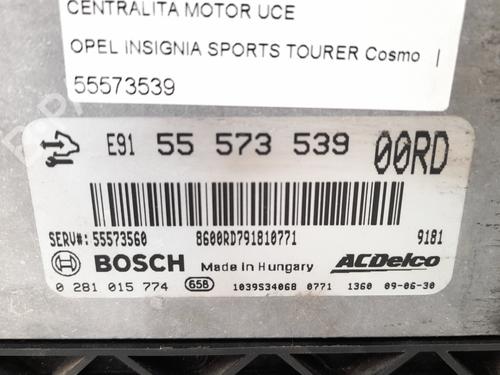 CENTRALITA MOTOR UCE
OPEL INSIGNIA SPORTS TOURER Cosmo |
55573539
E91 55 573 539 00RD
SERV#: 55573560 8600RD791810771 9181
BOSCH Made in Hungary ACDelco
0 281 015 774 658 1039S34068 0771 1360 09-06-30